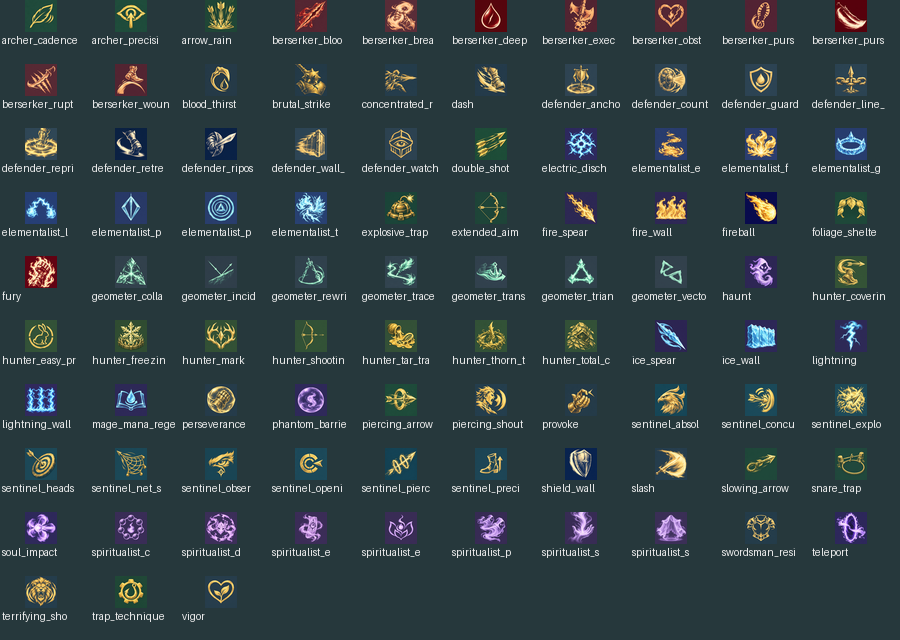 archer_cadence archer_precisi arrow_rain berserker_bloo berserker_brea berserker_deep berserker_exec berserker_obst berserker_purs berserker_purs
berserker_rupt berserker_woun blood_thirst brutal_strike concentrated_r dash defender_ancho defender_count defender_guard defender_line_
defender_repri defender_retre defender_ripos defender_wall_ defender_watch double_shot electric_disch elementalist_e elementalist_f elementalist_g
elementalist_l elementalist_p elementalist_p elementalist_t explosive_trap extended_aim fire_spear fire_wall fireball foliage_shelte
fury geometer_colla geometer_incid geometer_rewri geometer_trace geometer_trans geometer_trian geometer_vecto haunt hunter_coverin
hunter_easy_pr hunter_freezin hunter_mark hunter_shootin hunter_tar_tra hunter_thorn_t hunter_total_c ice_spear ice_wall lightning
lightning_wall mage_mana_rege perseverance phantom_barrie piercing_arrow piercing_shout provoke sentinel_absol sentinel_concu sentinel_explo
sentinel_heads sentinel_net_s sentinel_obser sentinel_openi sentinel_pierc sentinel_preci shield_wall slash slowing_arrow snare_trap
soul_impact spiritualist_c spiritualist_d spiritualist_e spiritualist_e spiritualist_p spiritualist_s spiritualist_s swordsman_resi teleport
terrifying_sho trap_technique vigor